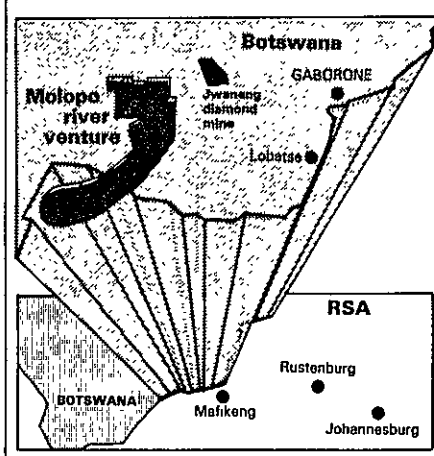 Botswana
GABORONE
Molopo
river
venture
Jwaneng
diamond
mine
Lobatse
RSA
BOTSWANA
Mafikeng
Rustenburg
Johannesburg